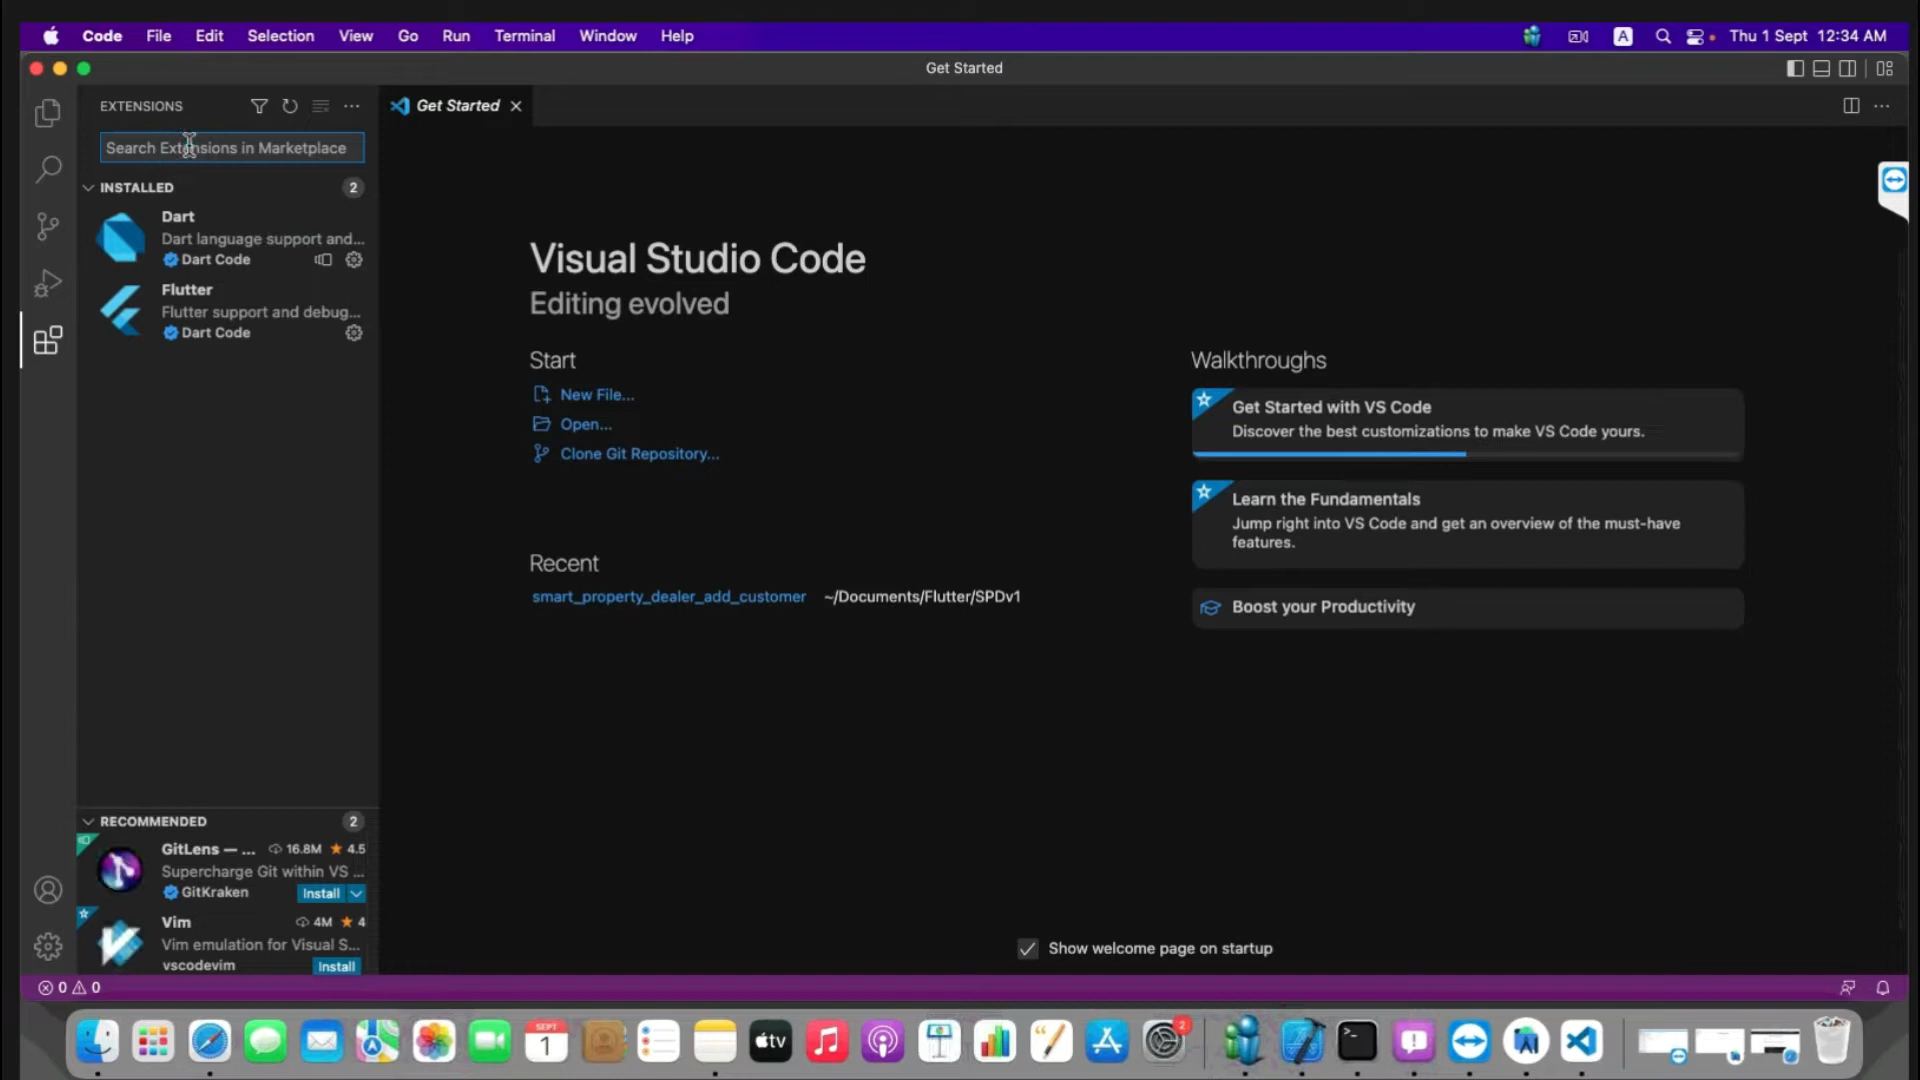 Code File Edit Selection View Go Run Terminal Window Help A Thu 1 Sept 12:34 AM
Get Started
EXTENSIONS
Get Started
Search Extensions in Marketplace
INSTALLED 2
Dart
Dart language support and...
Dart Code
Flutter
Flutter support and debug...
Dart Code
Visual Studio Code
Editing evolved
Start
New File...
Open...
Clone Git Repository...
Recent
smart_property_dealer_add_customer ~/Documents/Flutter/SPDv1
Walkthroughs
Get Started with VS Code
Discover the best customizations to make VS Code yours.
Learn the Fundamentals
Jump right into VS Code and get an overview of the must-have
features.
Boost your Productivity
RECOMMENDED 2
GitLens — ... 16.8M 4.5
Supercharge Git within VS ...
GitKraken Install
Vim 4M 4
Vim emulation for Visual S...
vscodevim Install
Show welcome page on startup
0 0
SEPT
1
tv
2